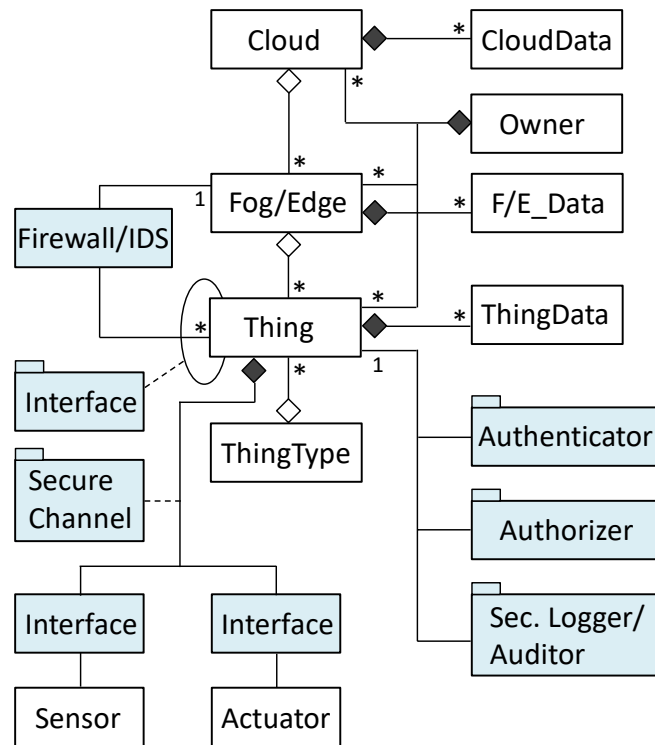 Cloud
CloudData
*
*
Owner
*
*
1
Fog/Edge
F/E_Data
*
Firewall/IDS
*
*
ThingData
*
Thing
*
1
*
Interface
ThingType
Authenticator
Secure
Channel
Authorizer
Interface
Interface
Sec. Logger/
Auditor
Sensor
Actuator